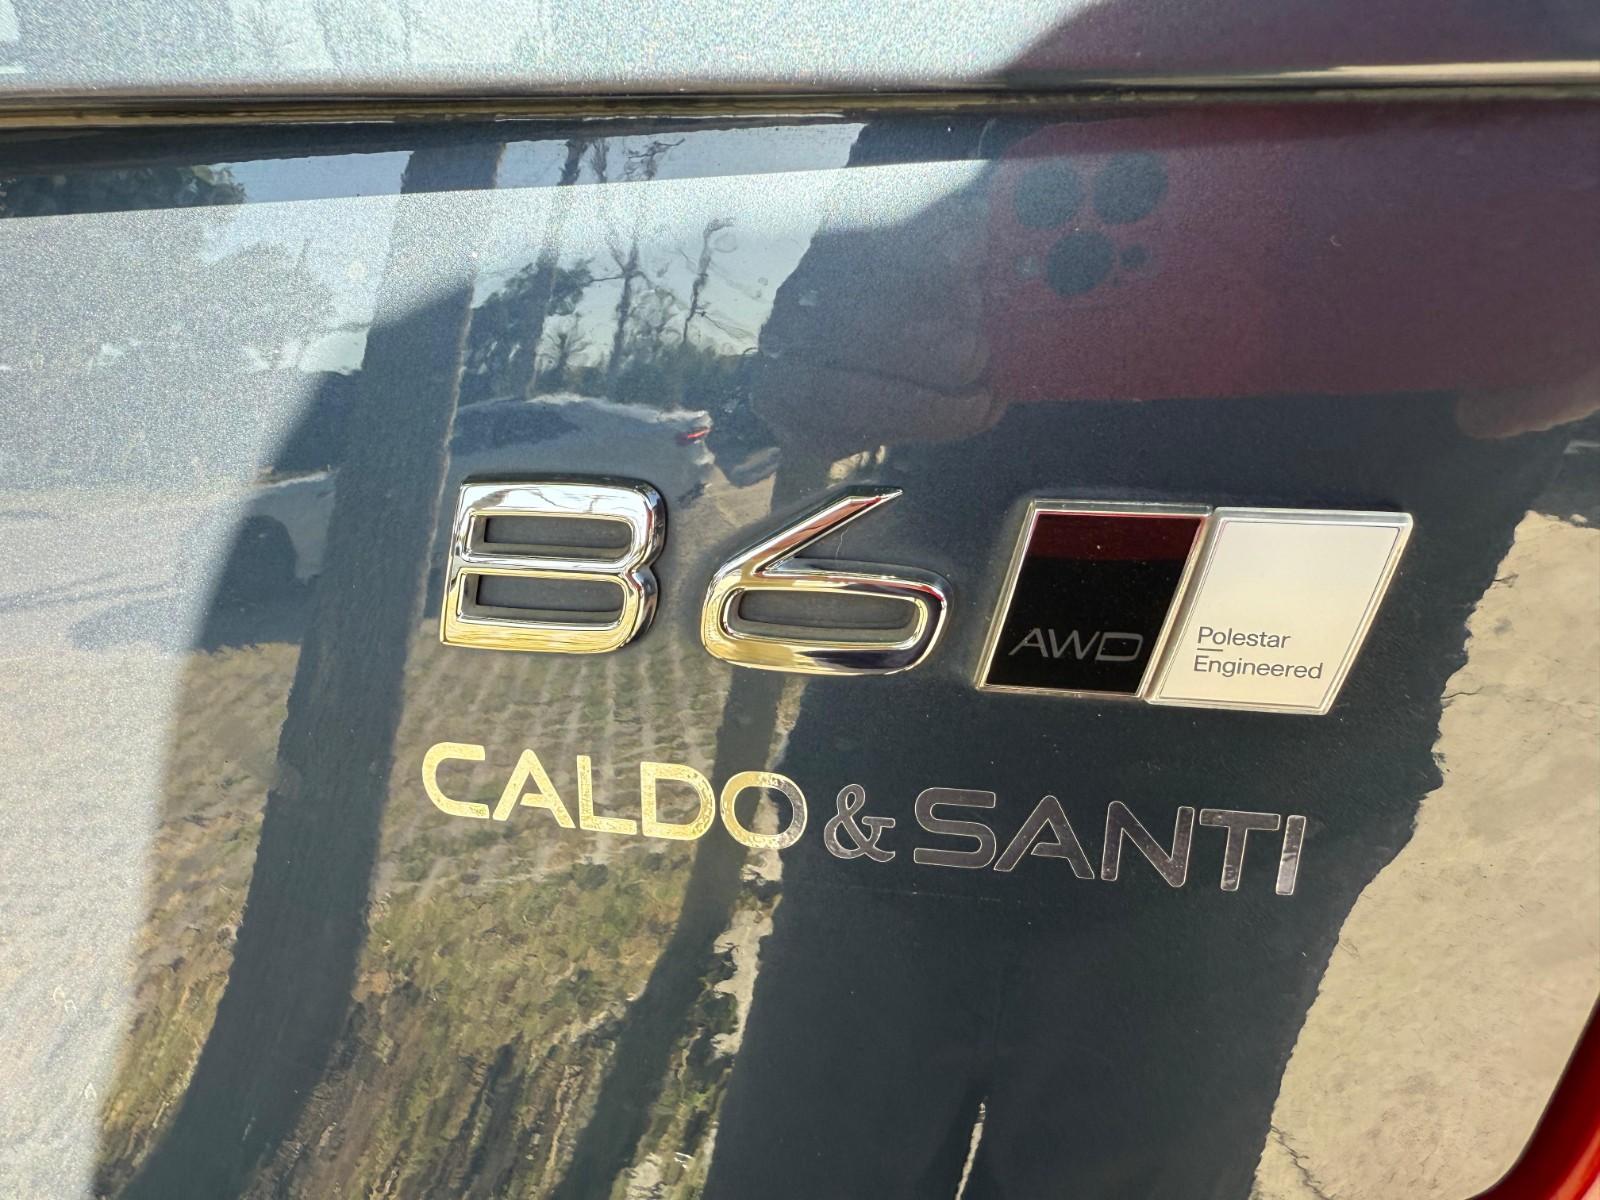 B6 AWD Polestar
Engineered
CALDO & SANTI